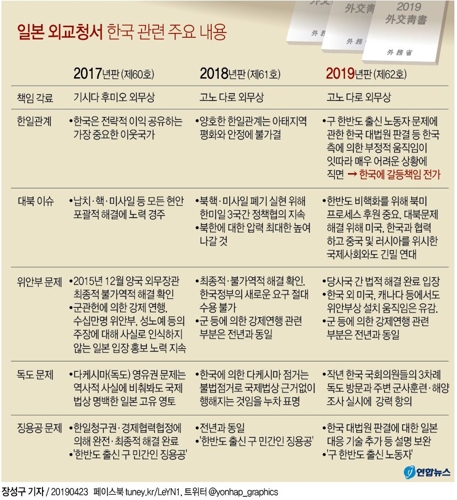 일본 외교청서 한국 관련 주요 내용
2019
外交青書
外務省
2017년판 (제60호)
2018년판 (제61호)
2019년판 (제62호)
책임 각료
기시다 후미오 외무상
고노 다로 외무상
고노 다로 외무상
한일관계
•한국은 전략적 이익 공유하는
가장 중요한 이웃국가
•양호한 한일관계는 아태지역
평화와 안정에 불가결
•구 한반도 출신 노동자 문제에
관한 한국 대법원 판결 등 한국
측에 의한 부정적 움직임이
잇따라 매우 어려운 상황에
직면 → 한국에 갈등책임 전가
대북 이슈
•납치·핵·미사일 등 모든 현안
포괄적 해결에 노력 경주
•북핵·미사일 폐기 실현 위해
한미일 3국간 정책협의 지속
•북한에 대한 압력 최대한 높여
나갈 것
•한반도 비핵화를 위해 북미
프로세스 후원 중요, 대북문제
해결 위해 미국, 한국과 협력
하고 중국 및 러시아를 위시한
국제사회와도 긴밀 연대
위안부 문제
•2015년 12월 양국 외무장관
최종적 불가역적 해결 확인
•군관헌에 의한 강제 연행,
수십만명 위안부, 성노예 등의
주장에 대해 사실로 인식하지
않는 일본 입장 홍보 노력 지속
•최종적·불가역적 해결 확인,
한국정부의 새로운 요구 절대
수용 불가
•군 등에 의한 강제연행 관련
부분은 전년과 동일
•당사국 간 법적 해결 완료 입장
•한국 외 미국, 캐나다 등에서도
위안부상 설치 움직임은 유감.
•군 등에 의한 강제연행 관련
부분은 전년과 동일
독도 문제
•다케시마(독도) 영유권 문제는
역사적 사실에 비춰봐도 국제
법상 명백한 일본 고유 영토
•한국에 의한 다케시마 점거는
불법점거로 국제법상 근거없이
행해지는 것임을 누차 표명
•작년 한국 국회의원들의 3차례
독도 방문과 주변 군사훈련·해양
조사 실시에 강력 항의
징용공 문제
•한일청구권·경제협력협정에
의해 완전·최종적 해결 완료
•'한반도 출신 구 민간인 징용공'
•전년과 동일
•'한반도 출신 구 민간인 징용공'
•한국 대법원 판결에 대한 일본
대응 기술 추가 등 설명 보완
•'구 한반도 출신 노동자'
장성구 기자 / 20190423 페이스북 tuney.kr/LeYN1, 트위터 @yonhap_graphics
연합뉴스